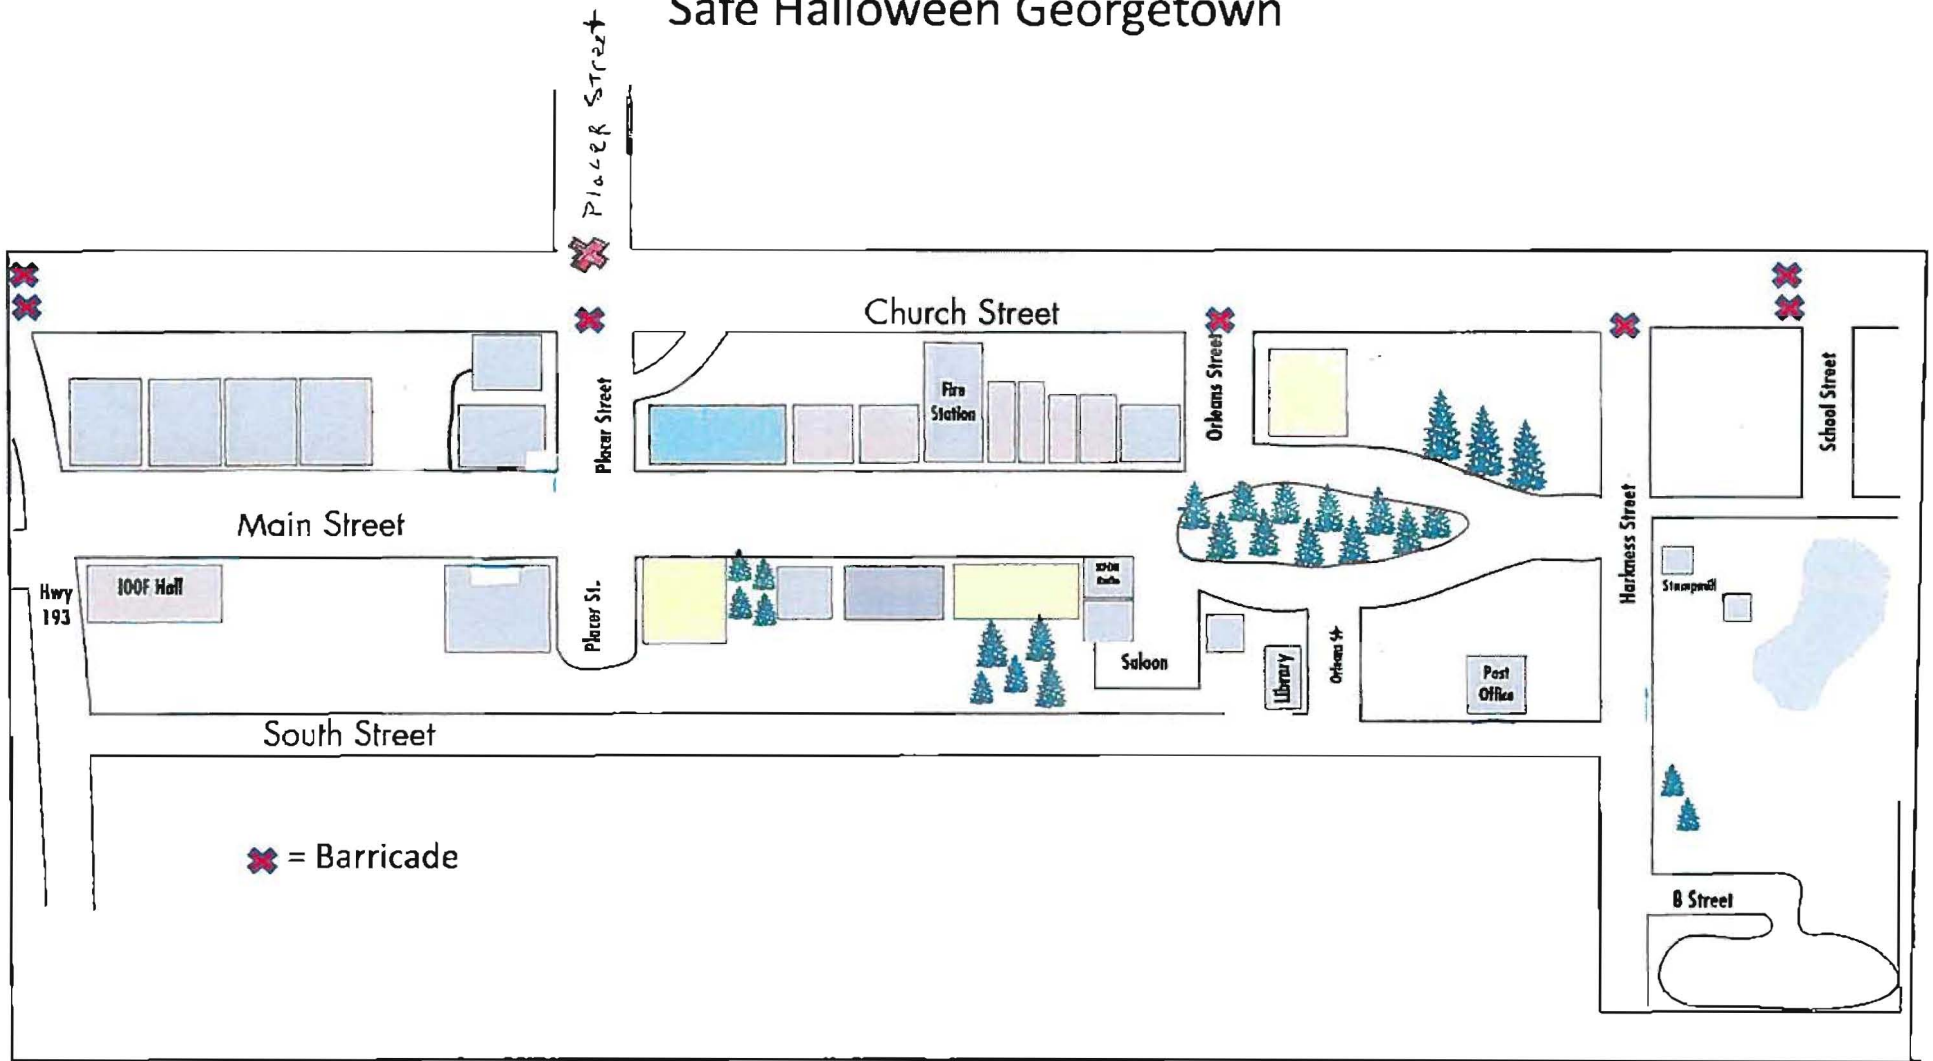 Safe Halloween Georgetown
Placer Street
Church Street
Placer Street
Fire
Station
Orleans Street
School Street
Main Street
Harkness Street
Hwy
193
IOOF Hall
Placer St.
Stampmill
Saloon
Library
Orleans St
Post
Office
South Street
= Barricade
B Street